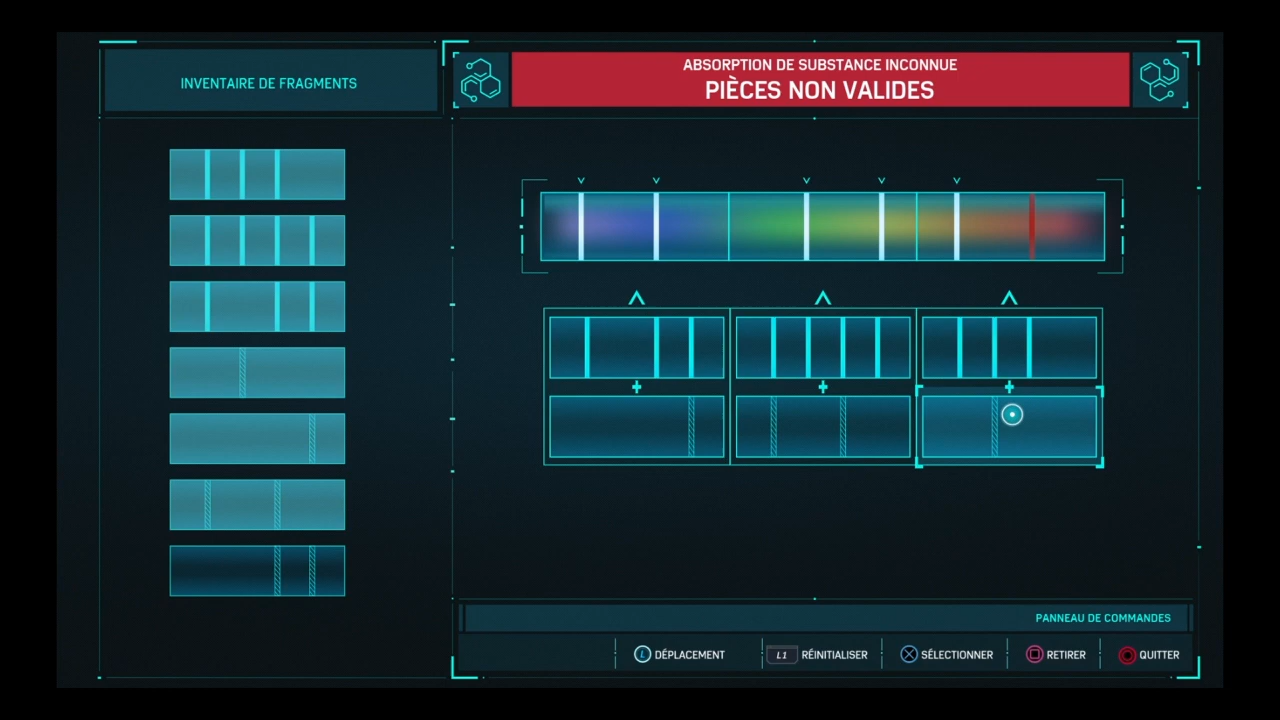 INVENTAIRE DE FRAGMENTS
ABSORPTION DE SUBSTANCE INCONNUE
PIÈCES NON VALIDES
PANNEAU DE COMMANDES
L DÉPLACEMENT L1 RÉINITIALISER SÉLECTIONNER RETIRER QUITTER